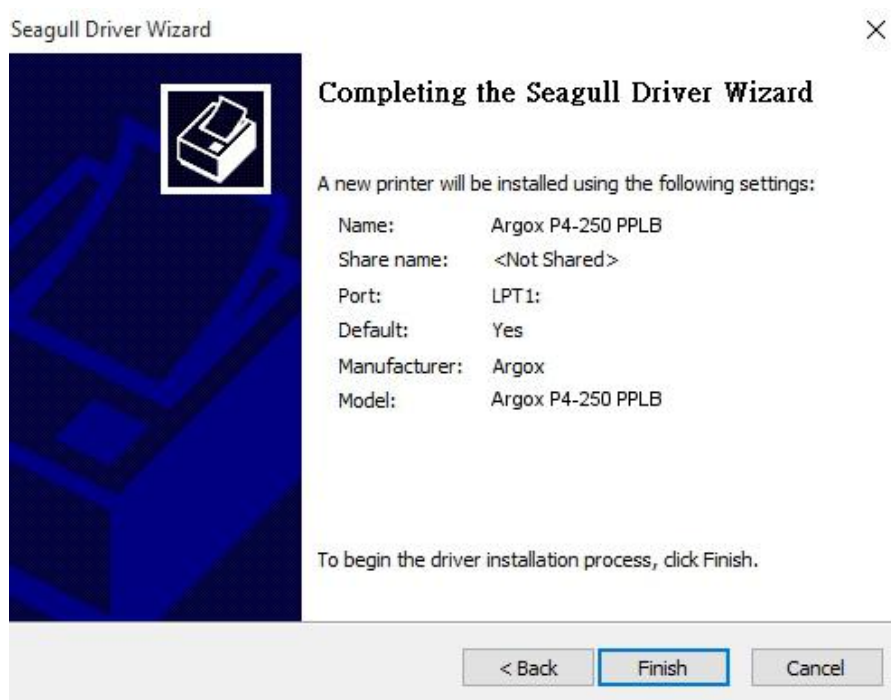 Seagull Driver Wizard
Completing the Seagull Driver Wizard
A new printer will be installed using the following settings:
Name: Argox P4-250 PPLB
Share name: <Not Shared>
Port: LPT1:
Default: Yes
Manufacturer: Argox
Model: Argox P4-250 PPLB
To begin the driver installation process, click Finish.
< Back Finish Cancel